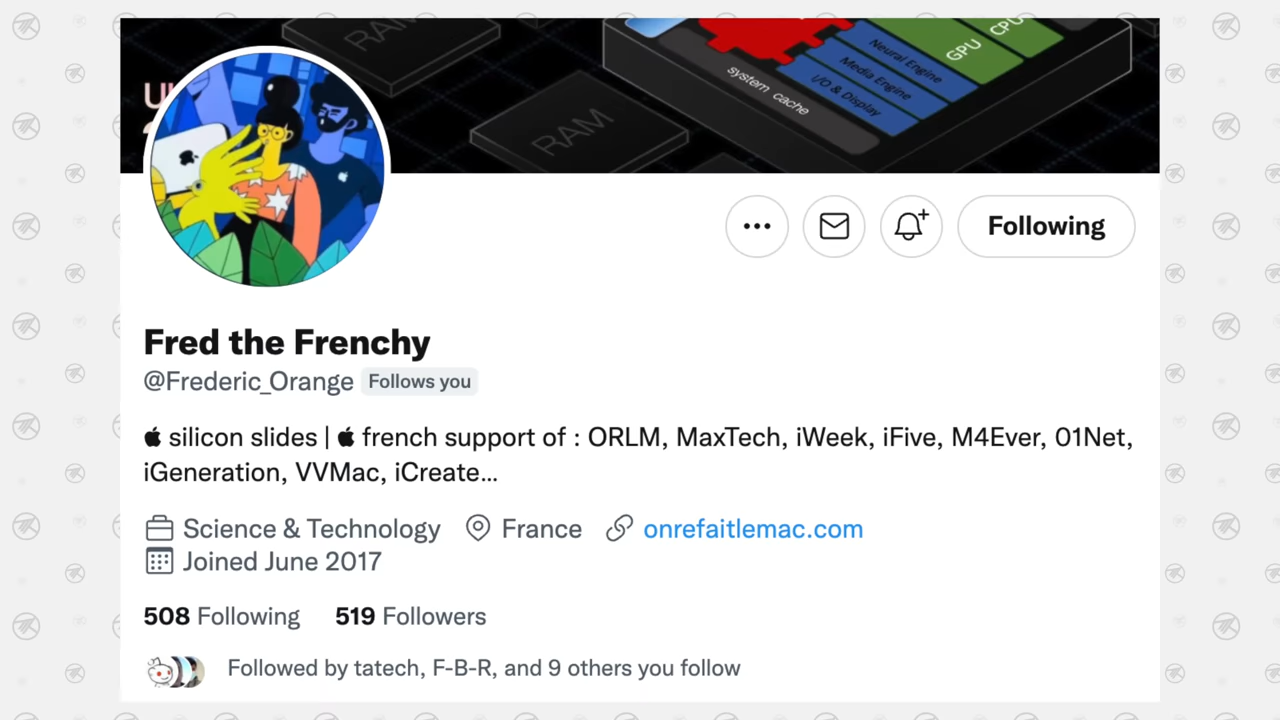 RAM
RAM
system cache
Neural Engine
Media Engine
I/O & Display
GPU
CPU
Following
Fred the Frenchy
@Frederic_Orange Follows you
 silicon slides |  french support of : ORLM, MaxTech, iWeek, iFive, M4Ever, 01Net,
iGeneration, VVMac, iCreate...
Science & Technology France onrefaitlemac.com
Joined June 2017
508 Following 519 Followers
Followed by tatech, F-B-R, and 9 others you follow